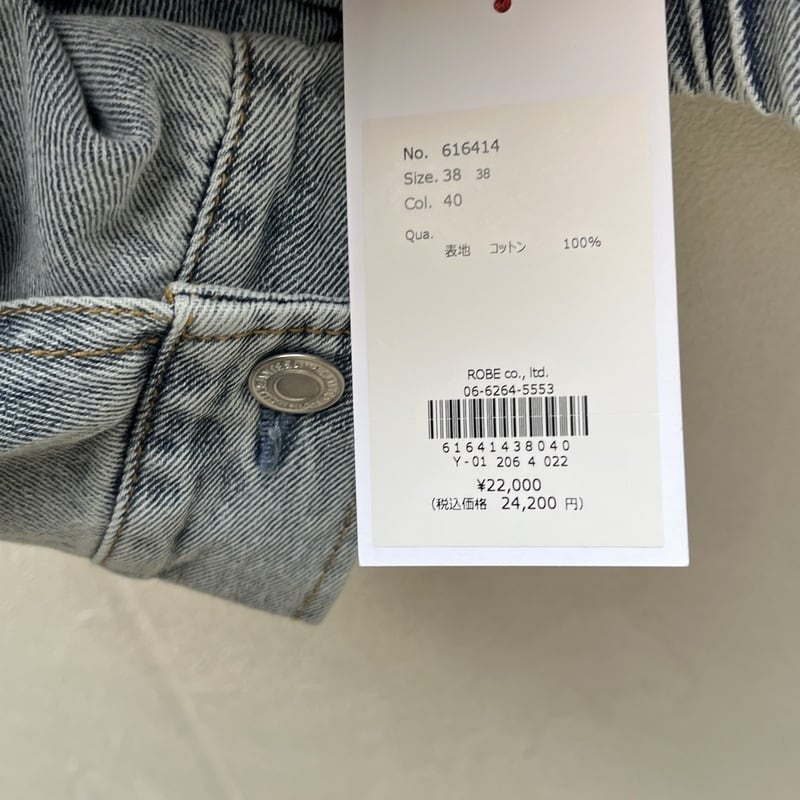 No. 616414
Size. 38 38
Col. 40
Qua.
表地 コットン 100%
ROBE co., ltd.
06-6264-5553
61641438040
Y-01 206 4 022
¥22,000
(税込価格 24,200 円)